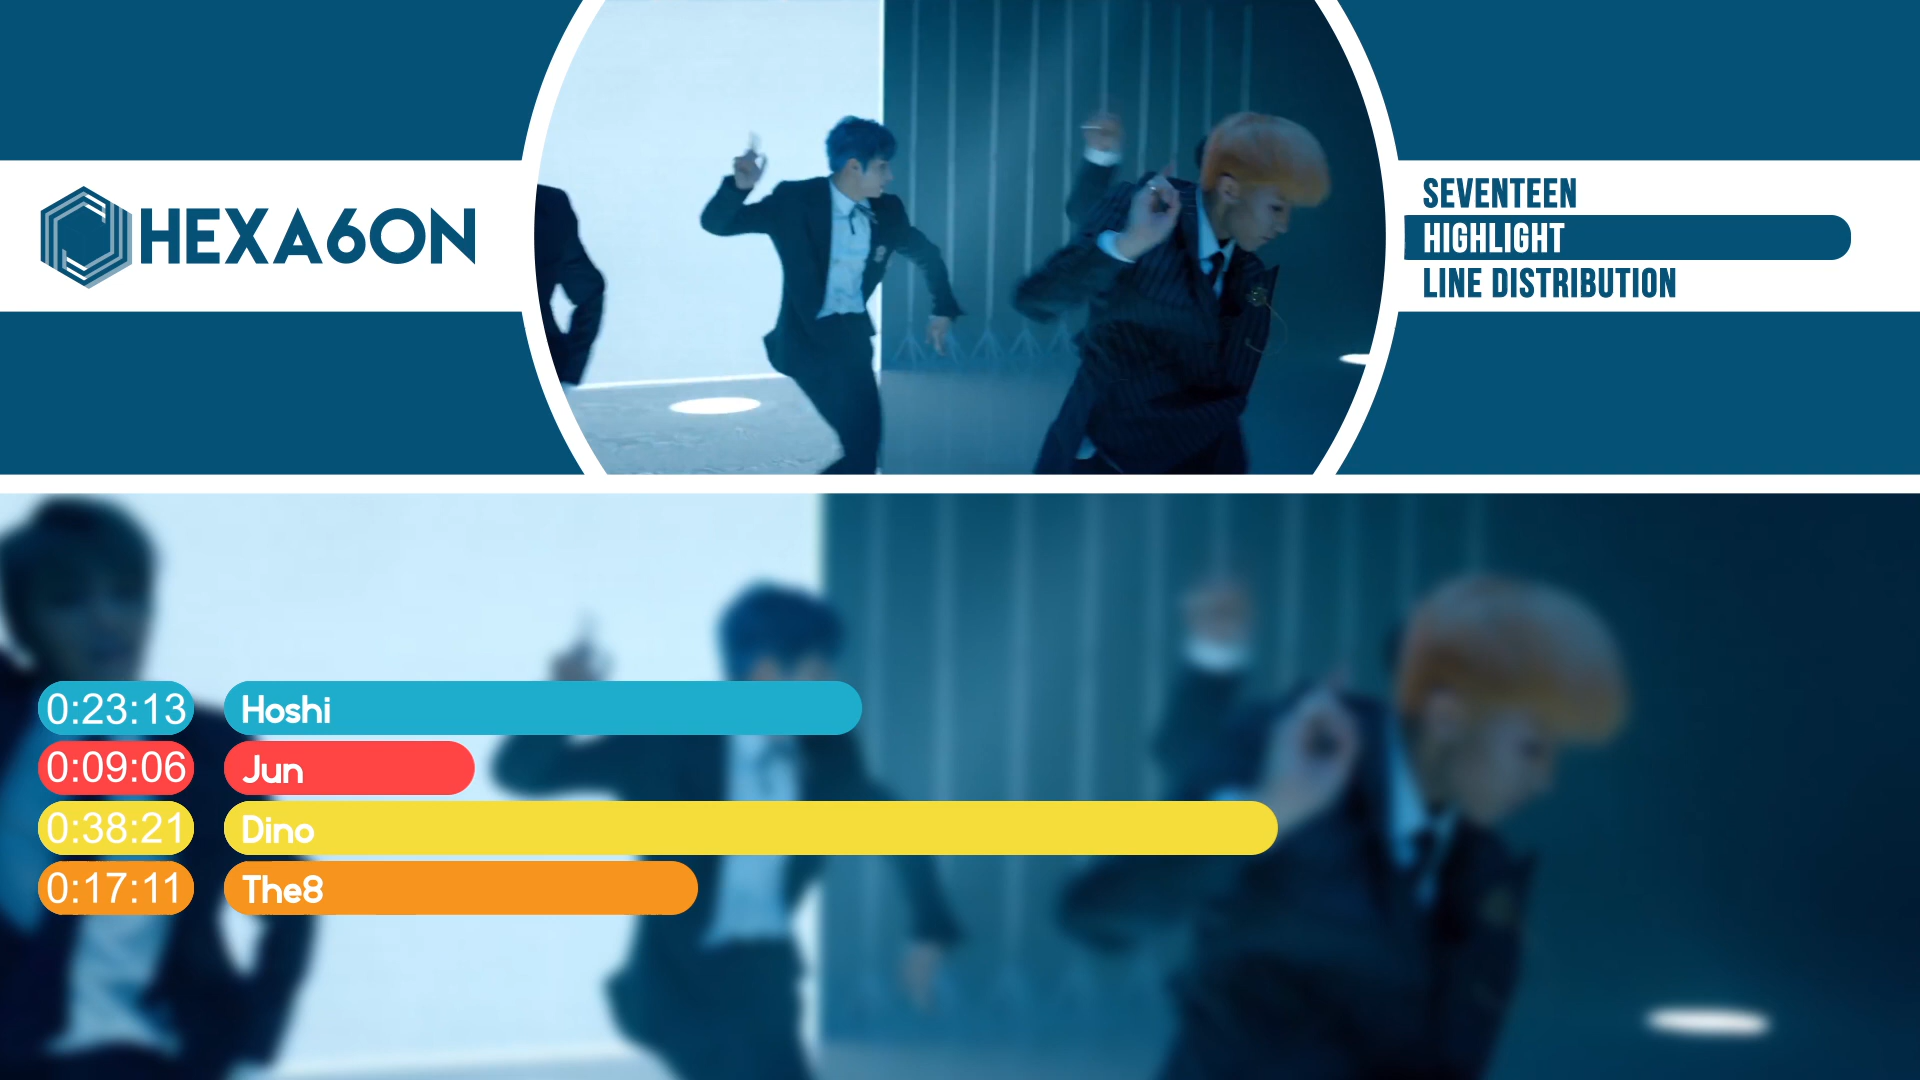 HEXA6ON
SEVENTEEN
HIGHLIGHT
LINE DISTRIBUTION
0:23:13 Hoshi
0:09:06 Jun
0:38:21 Dino
0:17:11 The8